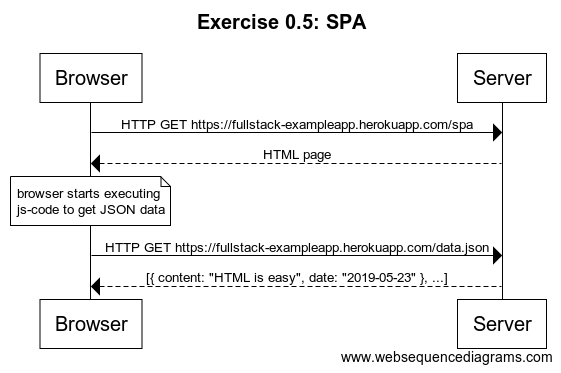 Exercise 0.5: SPA
Browser
Server
HTTP GET https://fullstack-exampleapp.herokuapp.com/spa
HTML page
browser starts executing
js-code to get JSON data
HTTP GET https://fullstack-exampleapp.herokuapp.com/data.json
[{ content: "HTML is easy", date: "2019-05-23" }, ...]
Browser
Server
www.websequencediagrams.com